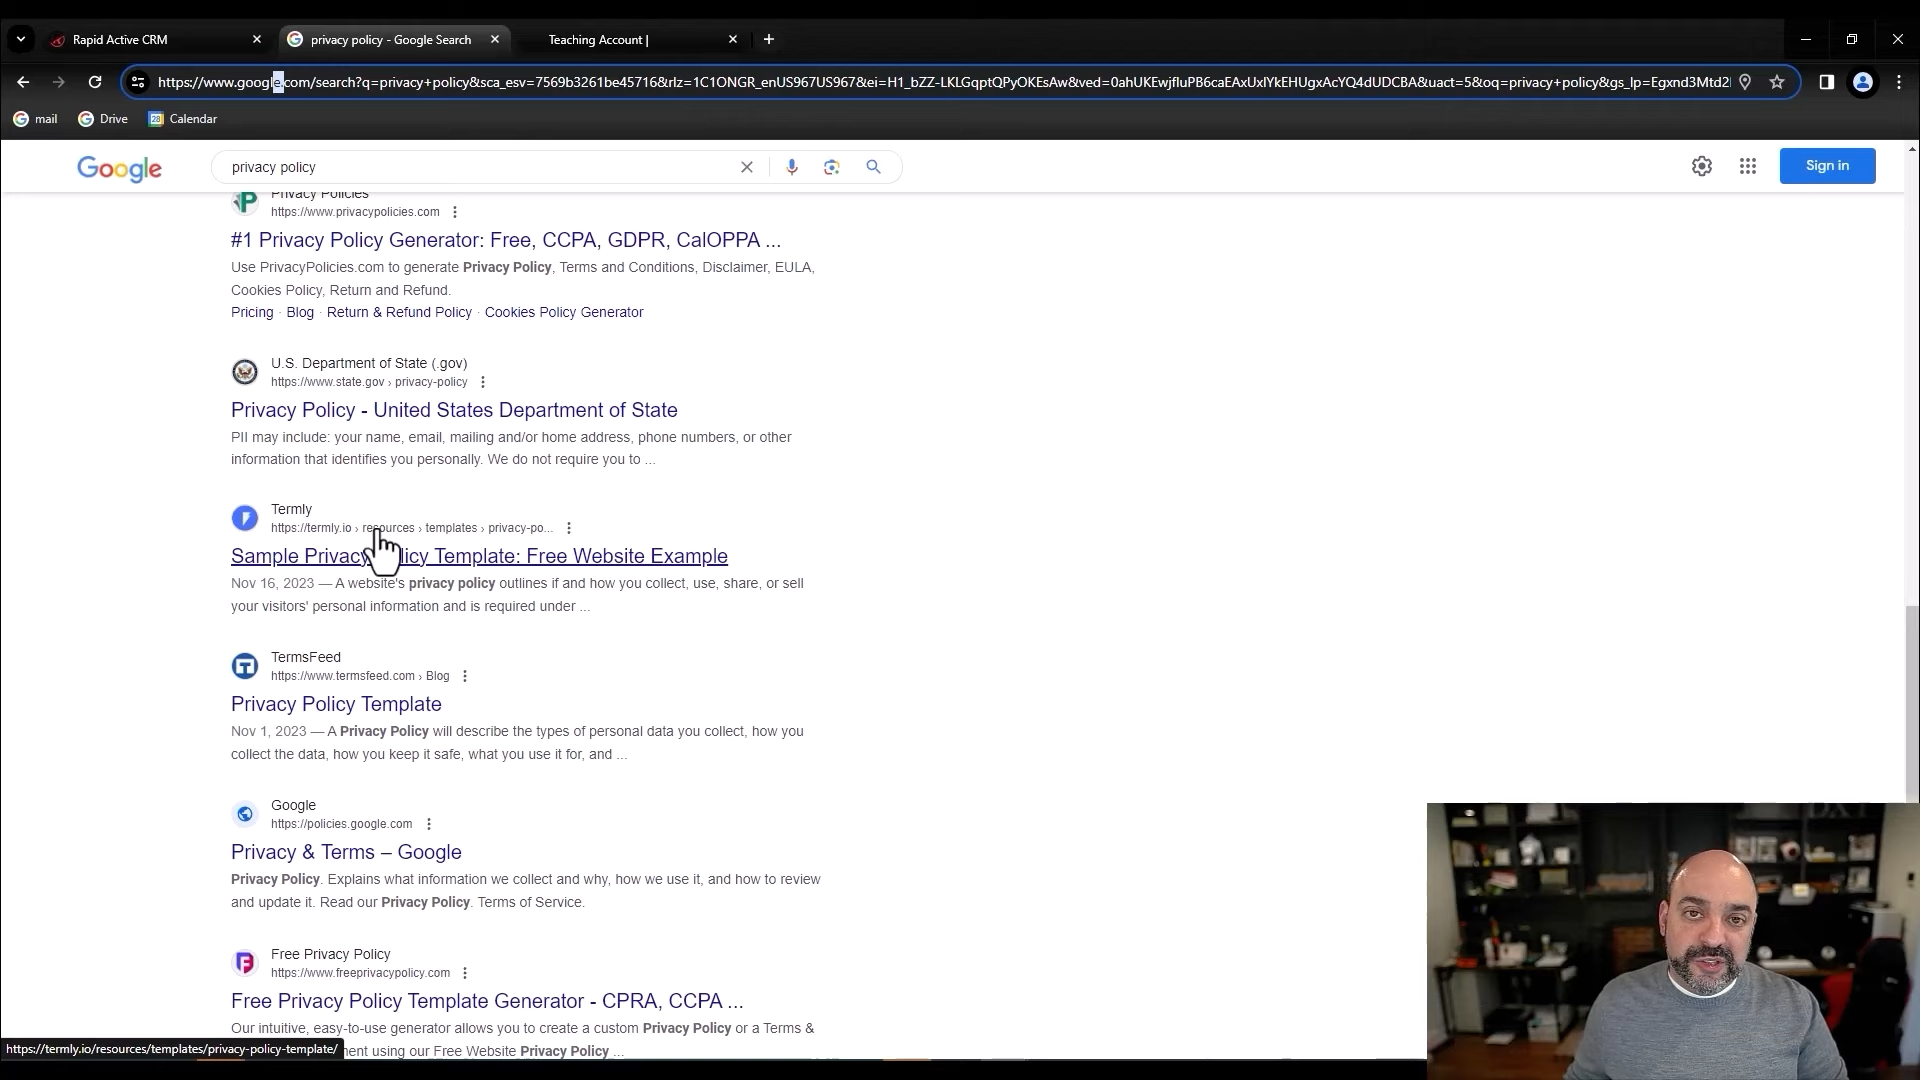 Rapid Active CRM
privacy policy - Google Search
Teaching Account |
https://www.google.com/search?q=privacy+policy&sca_esv=7569b3261be45716&rlz=1C1ONGR_enUS967US967&ei=H1_bZZ-LKLGqptQPyOKEsAw&ved=0ahUKEwjfluPB6caEAxUxlYkEHUgxAcYQ4dUDCBA&uact=5&oq=privacy+policy&gs_lp=Egxnd3Mtd2l
mail
Drive
Calendar
Google
privacy policy
Sign in
Privacy Policies
https://www.privacypolicies.com
#1 Privacy Policy Generator: Free, CCPA, GDPR, CalOPPA ...
Use PrivacyPolicies.com to generate Privacy Policy, Terms and Conditions, Disclaimer, EULA,
Cookies Policy, Return and Refund.
Pricing · Blog · Return & Refund Policy · Cookies Policy Generator
U.S. Department of State (.gov)
https://www.state.gov › privacy-policy
Privacy Policy - United States Department of State
PII may include: your name, email, mailing and/or home address, phone numbers, or other
information that identifies you personally. We do not require you to ...
Termly
https://termly.io › resources › templates › privacy-po...
Sample Privacy Policy Template: Free Website Example
Nov 16, 2023 — A website's privacy policy outlines if and how you collect, use, share, or sell
your visitors' personal information and is required under ...
TermsFeed
https://www.termsfeed.com › Blog
Privacy Policy Template
Nov 1, 2023 — A Privacy Policy will describe the types of personal data you collect, how you
collect the data, how you keep it safe, what you use it for, and ...
Google
https://policies.google.com
Privacy & Terms – Google
Privacy Policy. Explains what information we collect and why, how we use it, and how to review
and update it. Read our Privacy Policy. Terms of Service.
Free Privacy Policy
https://www.freeprivacypolicy.com
Free Privacy Policy Template Generator - CPRA, CCPA ...
Our intuitive, easy-to-use generator allows you to create a custom Privacy Policy or a Terms &
using our Free Website Privacy Policy ...
https://termly.io/resources/templates/privacy-policy-template/